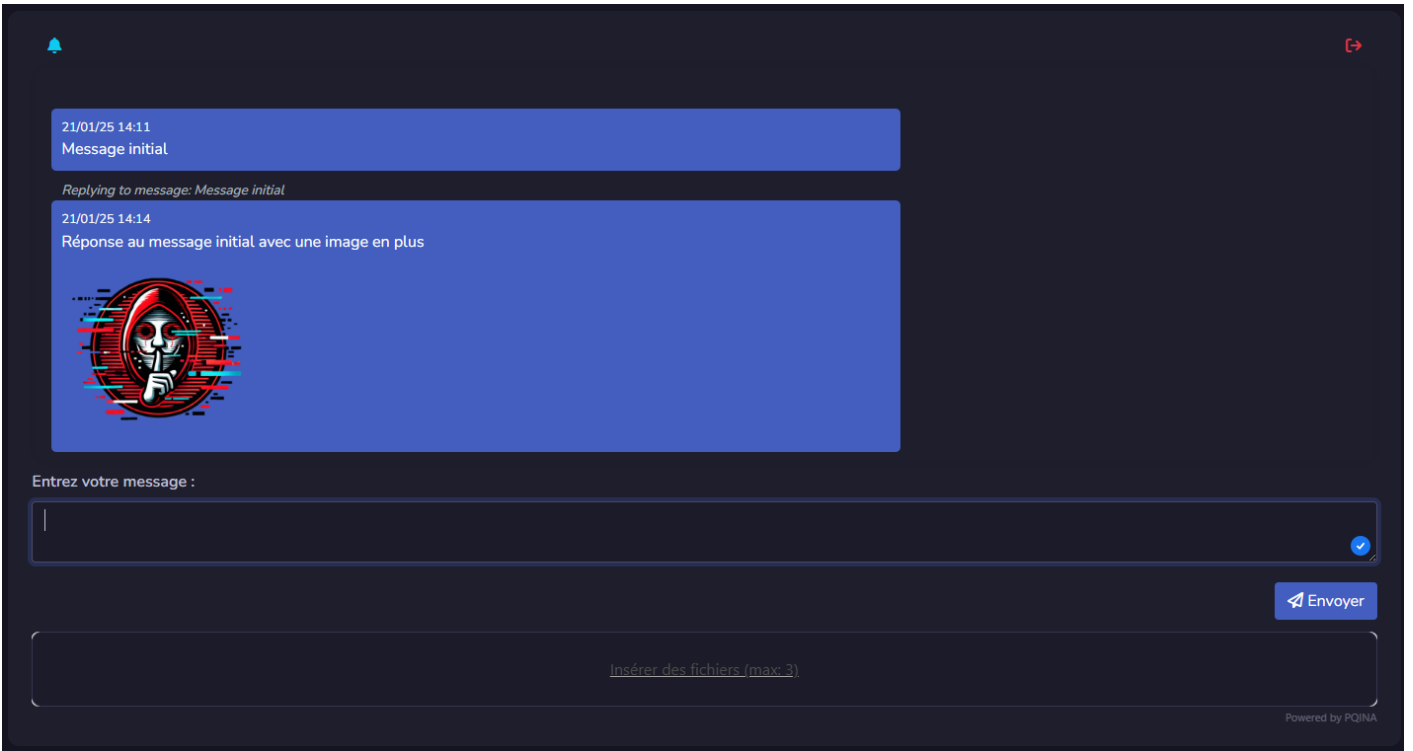 21/01/25 14:11
Message initial
Replying to message: Message initial
21/01/25 14:14
Réponse au message initial avec une image en plus
Entrez votre message :
Envoyer
Insérer des fichiers (max: 3)
Powered by PQINA